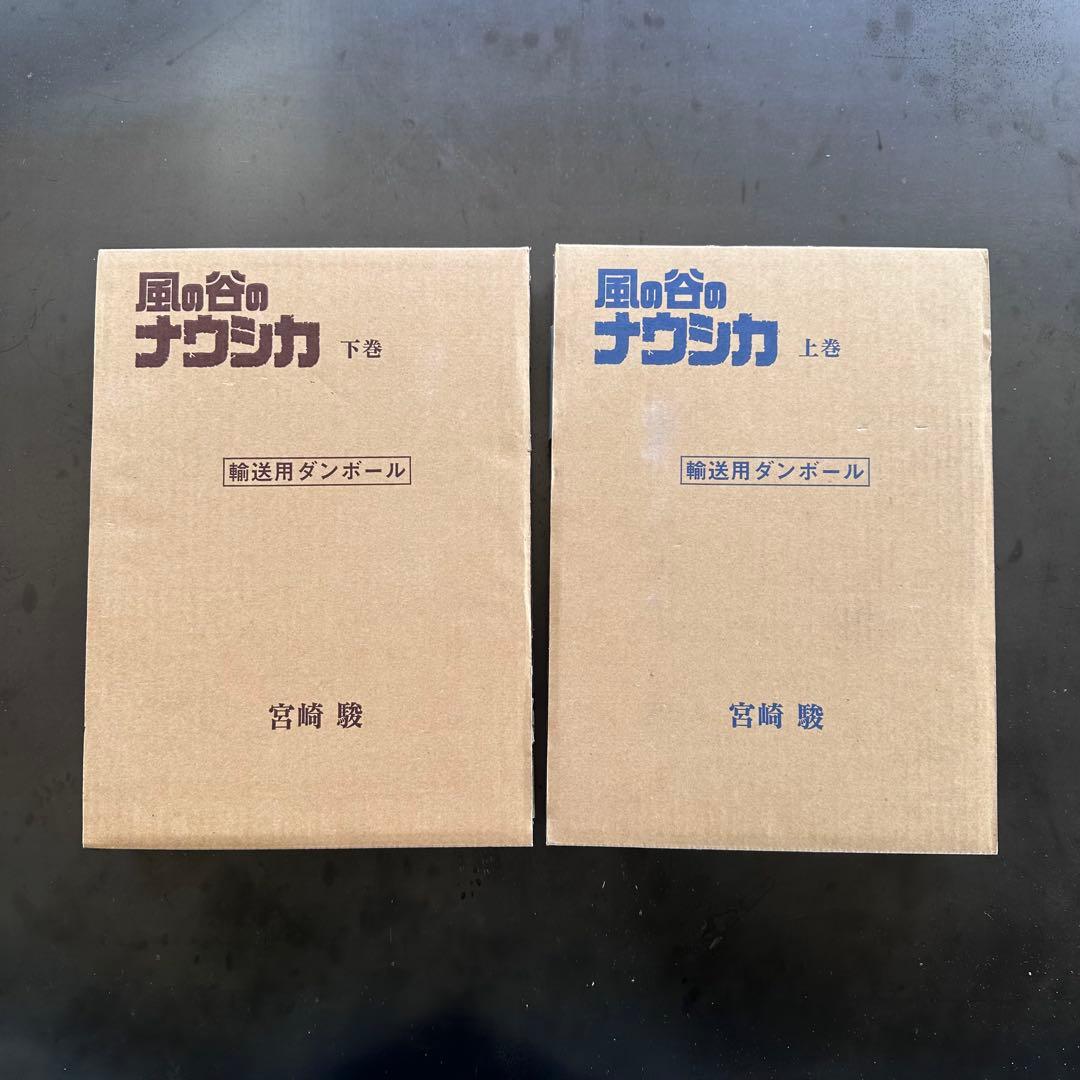 風の谷の
ナウシカ 下巻
輸送用ダンボール
宮崎 駿
風の谷の
ナウシカ 上巻
輸送用ダンボール
宮崎 駿